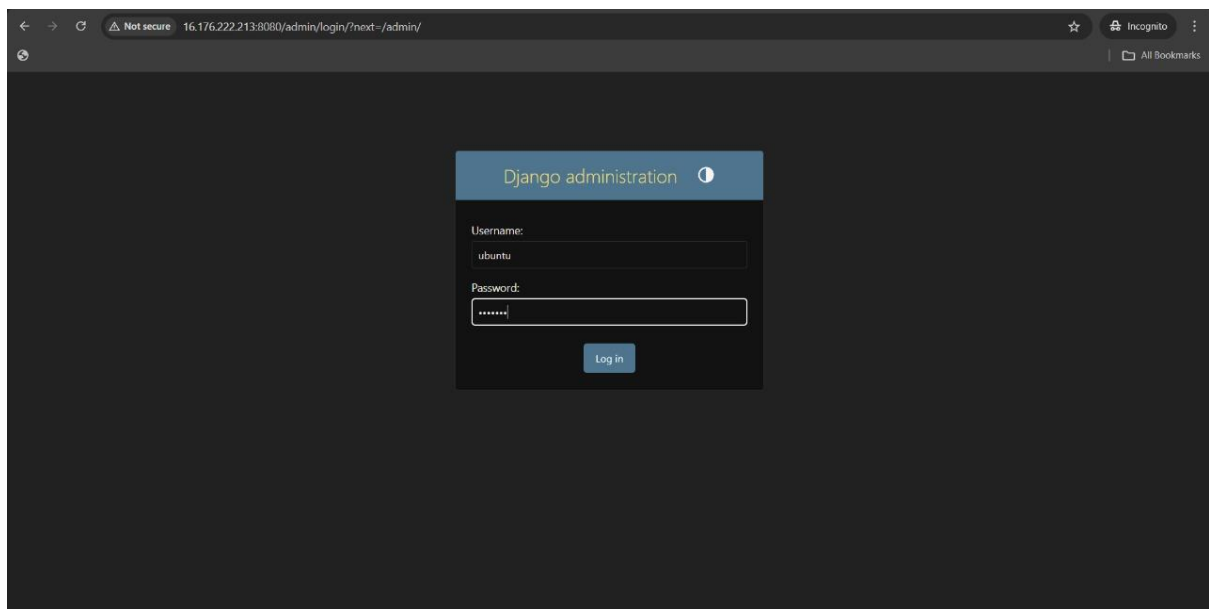 Not secure 16.176.222.213:8080/admin/login/?next=/admin/ Incognito
All Bookmarks
Django administration
Username:
ubuntu
Password:
•••••••
Log in